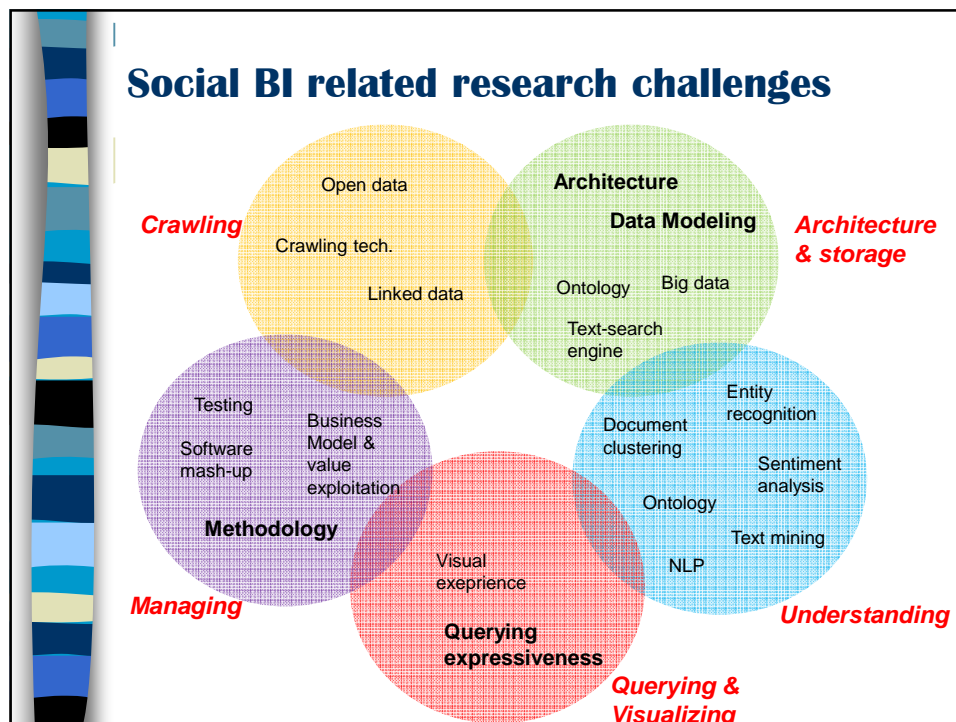 Social BI related research challenges
Crawling
Open data
Crawling tech.
Linked data
Architecture
Data Modeling
Ontology
Big data
Text-search
engine
Architecture
& storage
Testing
Software
mash-up
Business
Model &
value
exploitation
Methodology
Managing
Visual
exeprience
Querying
expressiveness
Querying &
Visualizing
Entity
recognition
Document
clustering
Sentiment
analysis
Ontology
Text mining
NLP
Understanding